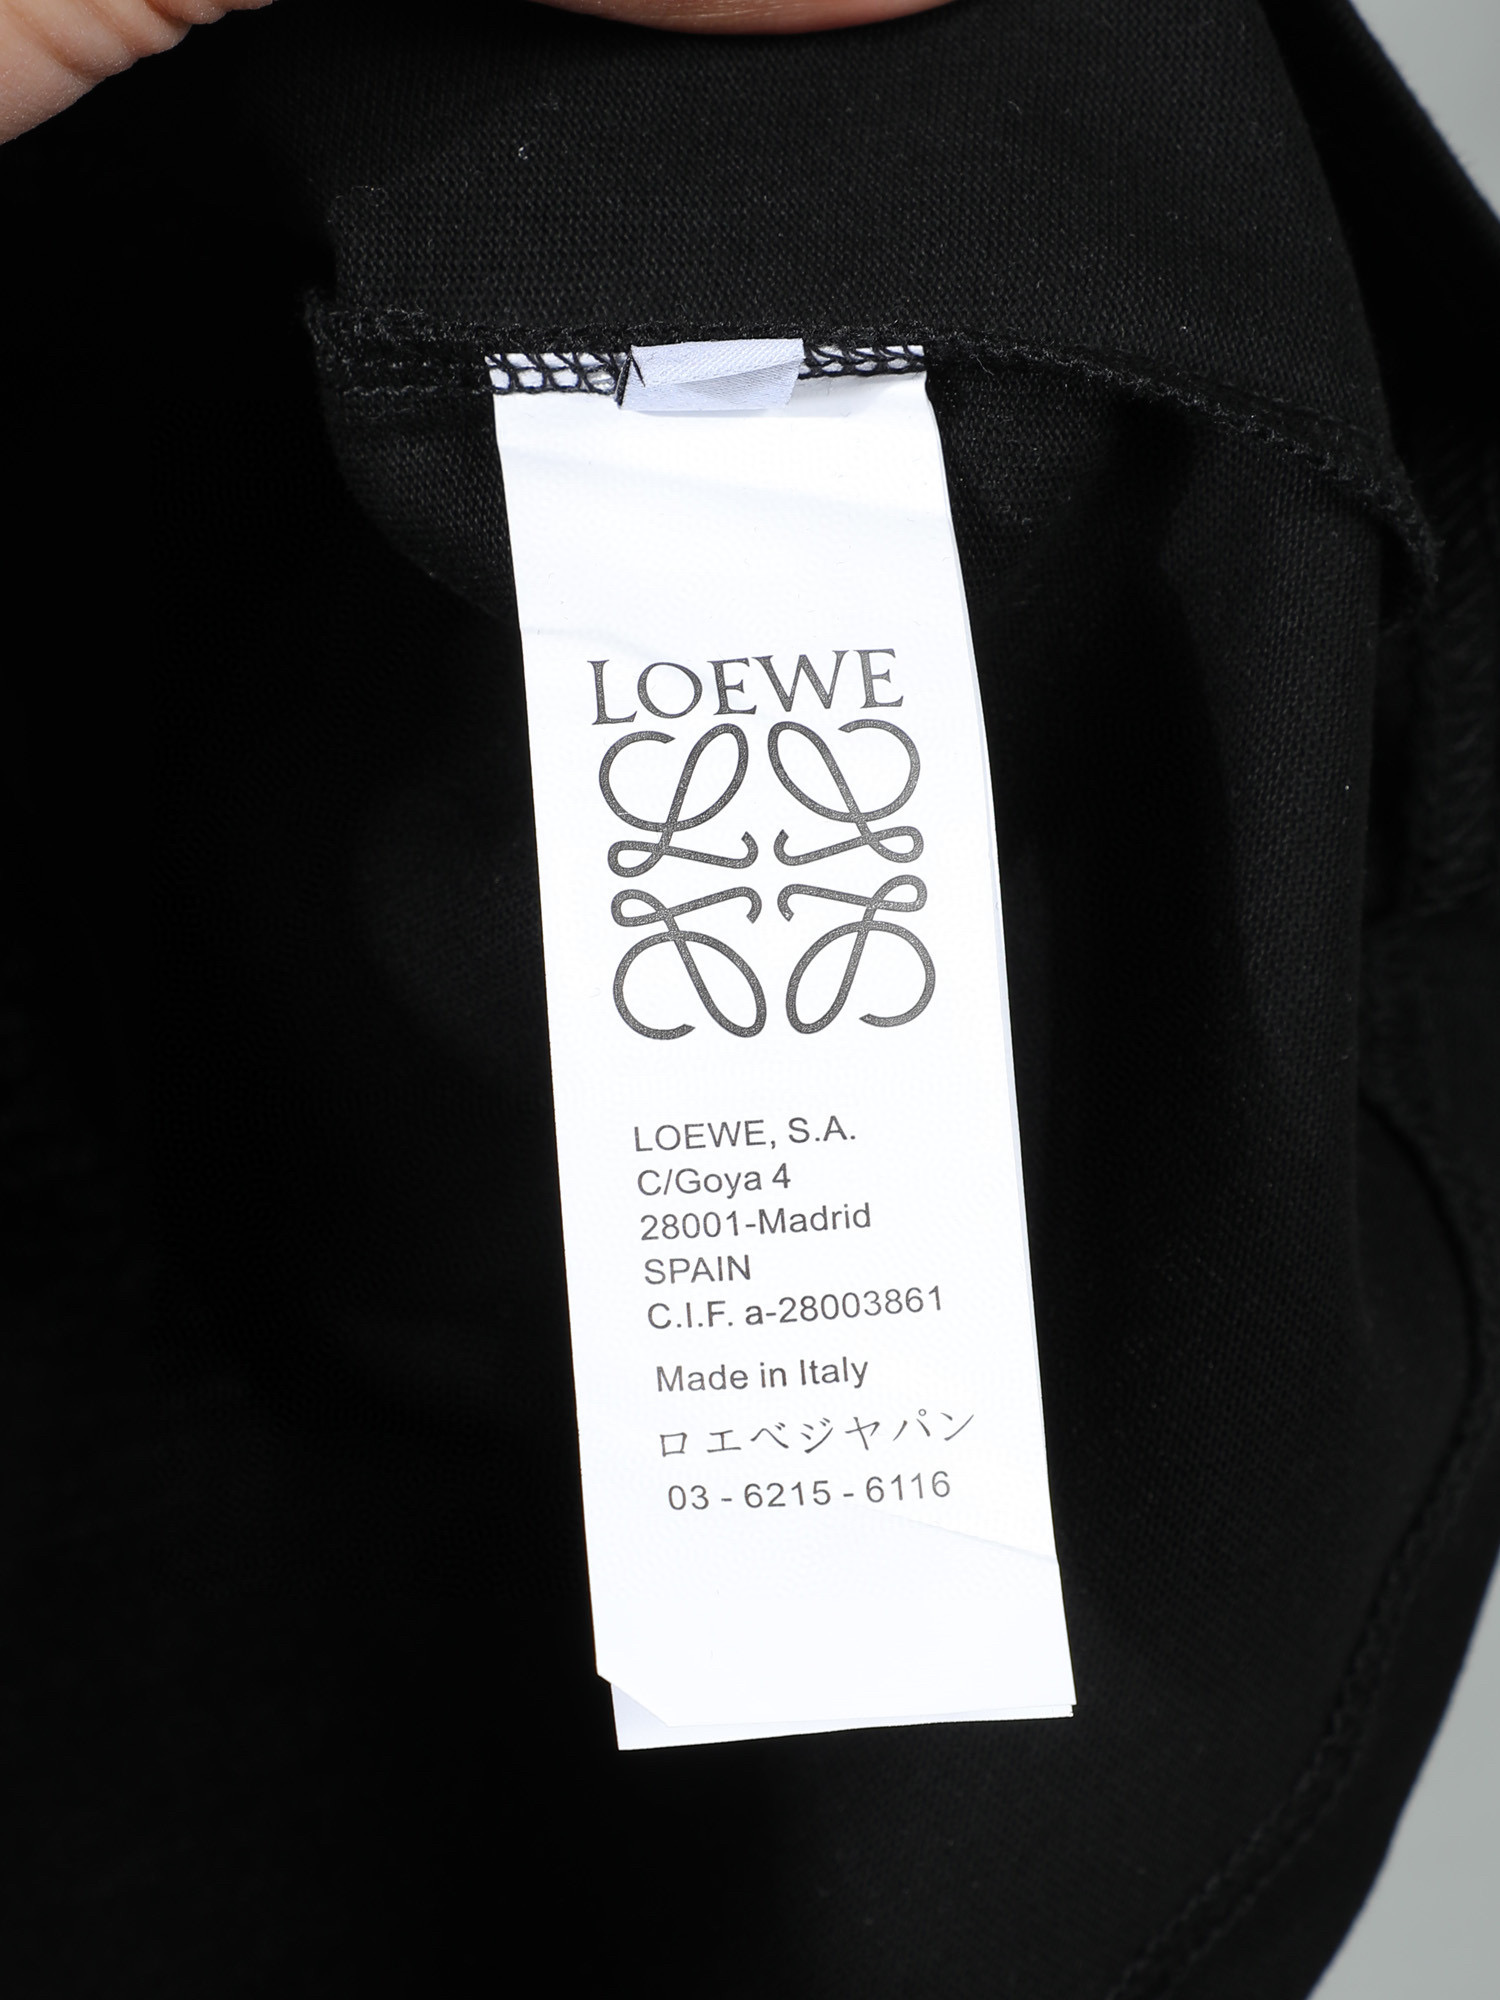 LOEWE
LOEWE, S.A.
C/Goya 4
28001-Madrid
SPAIN
C.I.F. a-28003861
Made in Italy
ロエベジヤパン
03 - 6215 - 6116